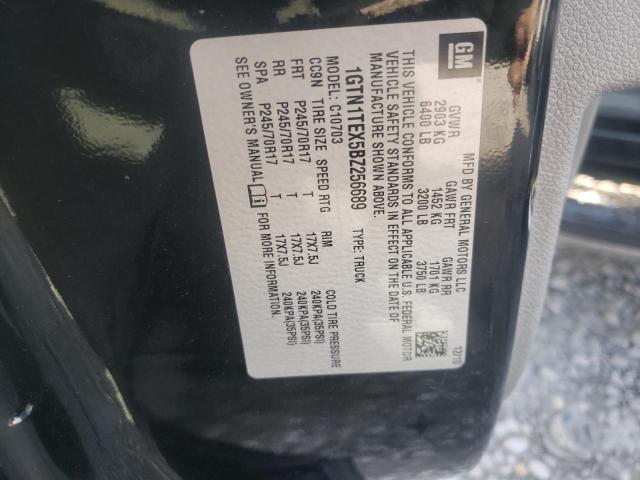 GM
MFD BY GENERAL MOTORS LLC 12/10
GVWR GAWR FRT GAWR RR
2903 KG 1452 KG 1701 KG
6400 LB 3200 LB 3750 LB
THIS VEHICLE CONFORMS TO ALL APPLICABLE U.S. FEDERAL MOTOR
VEHICLE SAFETY STANDARDS IN EFFECT ON THE DATE OF
MANUFACTURE SHOWN ABOVE.
1GTN1TEX5BZ256689 TYPE: TRUCK
C10703
CC9N TIRE SIZE SPEED RTG RIM COLD TIRE PRESSURE
FRT P245/70R17 T 17X7.5J 240KPA(35PSI)
RR P245/70R17 T 17X7.5J 240KPA(35PSI)
SPA P245/70R17 T 17X7.5J 240KPA(35PSI)
SEE OWNER'S MANUAL i FOR MORE INFORMATION.